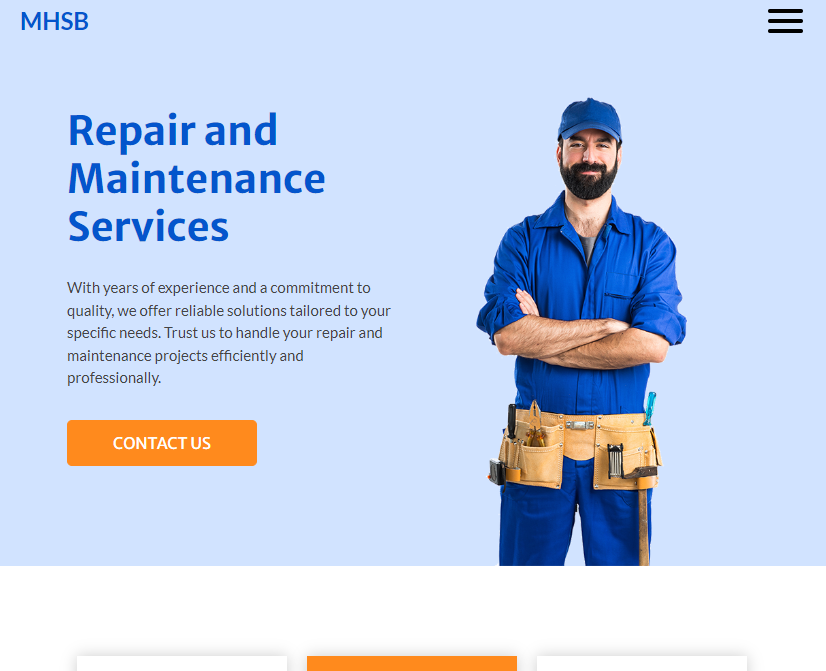 MHSB
Repair and
Maintenance
Services
With years of experience and a commitment to
quality, we offer reliable solutions tailored to your
specific needs. Trust us to handle your repair and
maintenance projects efficiently and
professionally.
CONTACT US